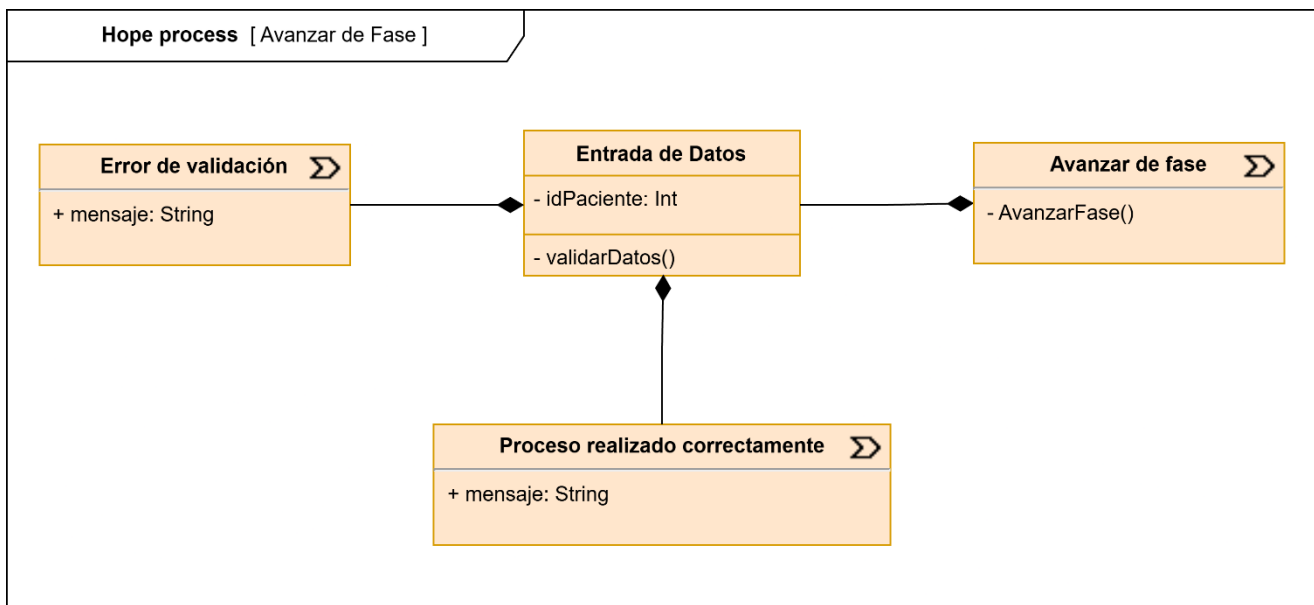 Hope process [ Avanzar de Fase ]
Error de validación
+ mensaje: String
Entrada de Datos
- idPaciente: Int
- validarDatos()
Avanzar de fase
- AvanzarFase()
Proceso realizado correctamente
+ mensaje: String